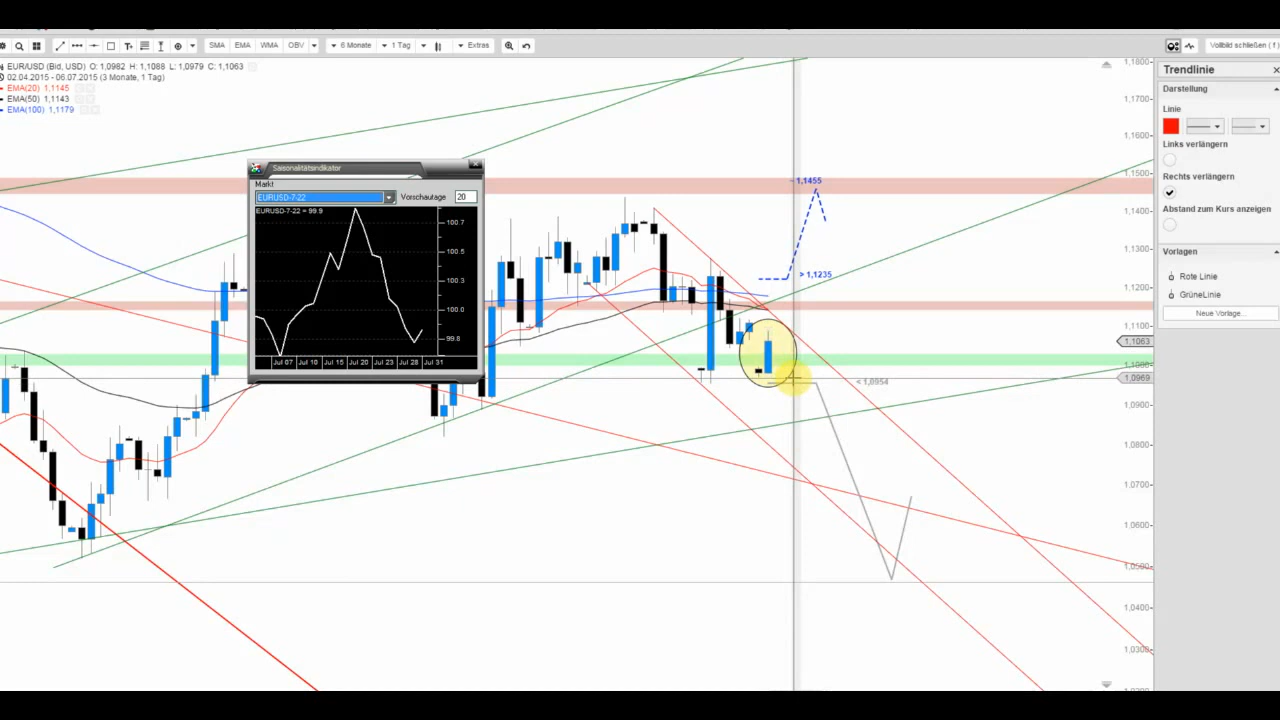 SMA EMA WMA OBV 6 Monate 1 Tag Extras Vollbild schließen ( f )
EUR/USD (Bid, USD) O: 1,0982 H: 1,1088 L: 1,0979 C: 1,1063
02.04.2015 - 06.07.2015 (3 Monate, 1 Tag)
EMA(20) 1,1145
EMA(50) 1,1143
EMA(100) 1,1179
Saisonalitätsindikator
Markt
EURUSD-7-22 Vorschautage 20
EURUSD-7-22 = 99.9
100.7
100.5
100.3
100.0
99.8
Jul 07 Jul 10 Jul 15 Jul 20 Jul 23 Jul 28 Jul 31
~ 1,1455
> 1,1235
< 1,0954
1,1800
1,1700
1,1600
1,1500
1,1400
1,1300
1,1200
1,1100
1,1063
1,1000
1,0969
1,0900
1,0800
1,0700
1,0600
1,0500
1,0400
1,0300
Trendlinie
Darstellung
Linie
Links verlängern
Rechts verlängern
Abstand zum Kurs anzeigen
Vorlagen
Rote Linie
GrüneLinie
Neue Vorlage...